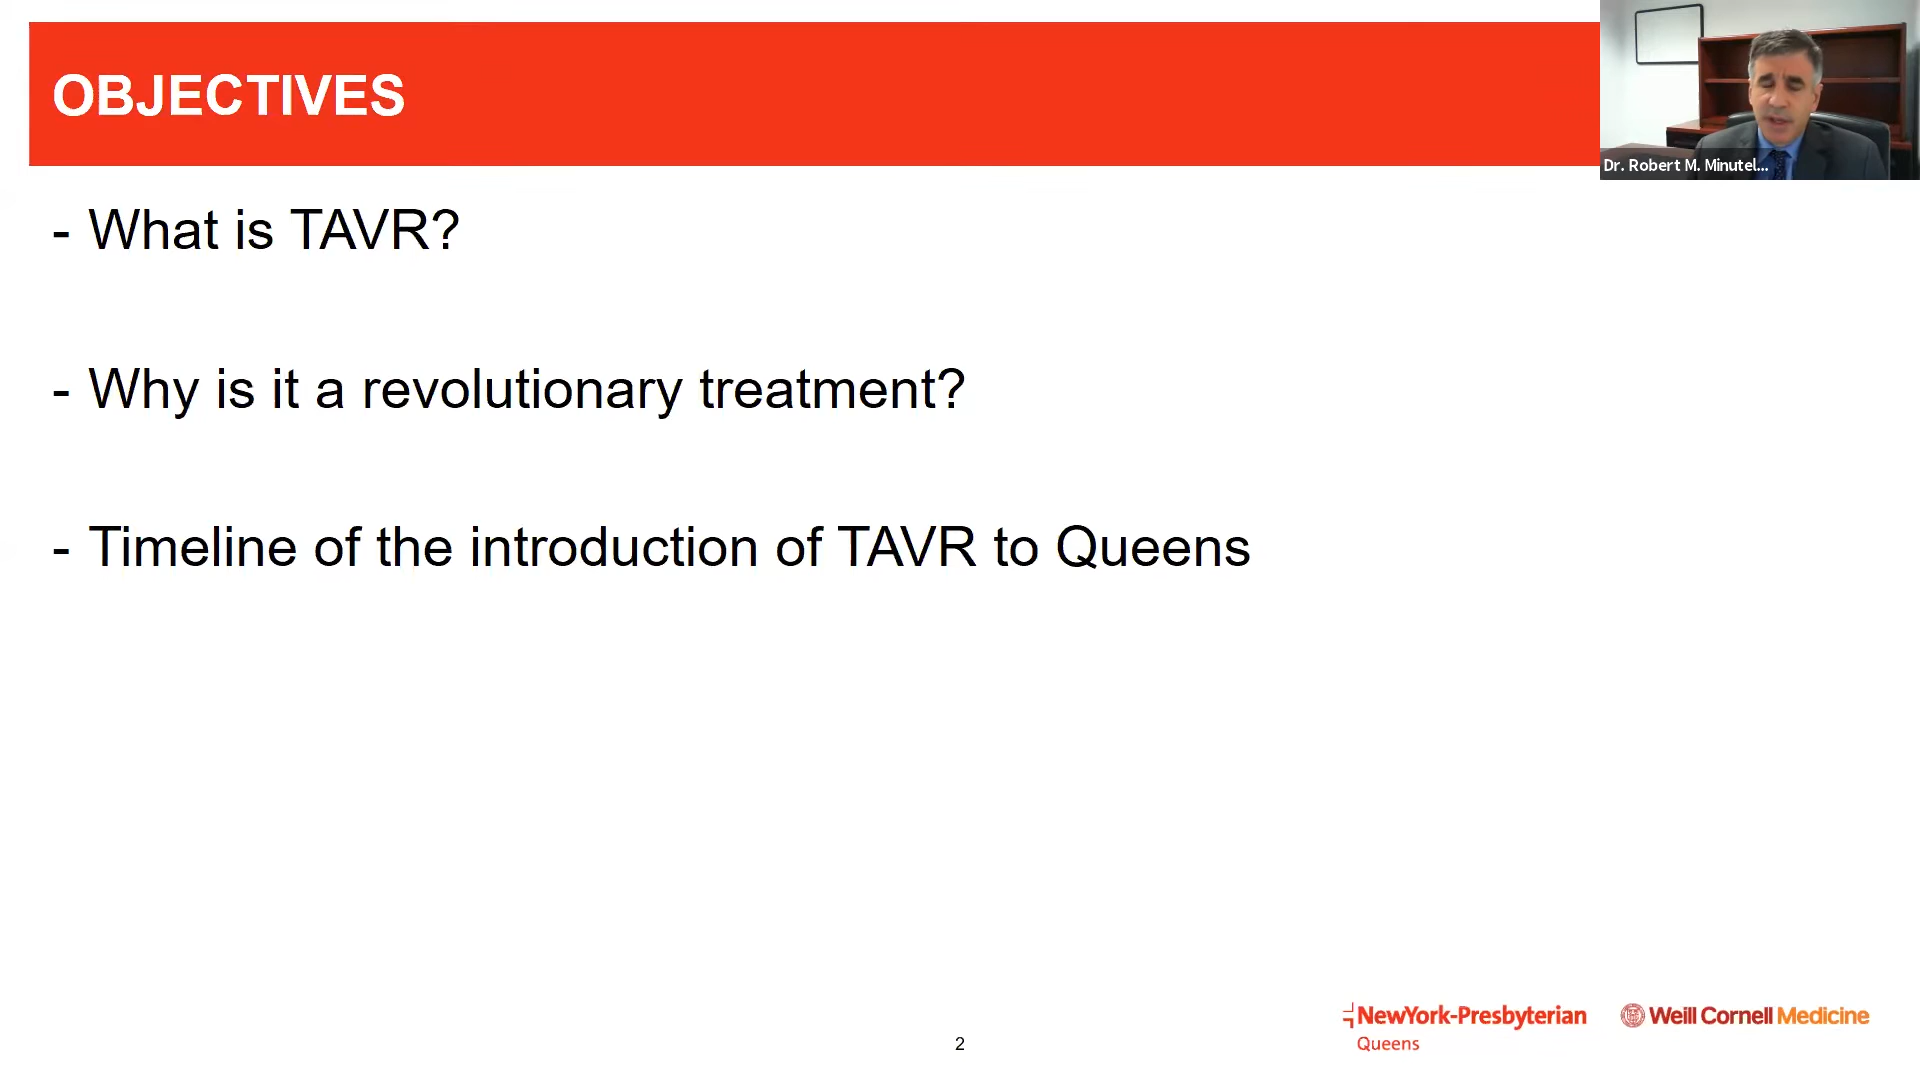 OBJECTIVES
Dr. Robert M. Minutel...
- What is TAVR?
- Why is it a revolutionary treatment?
- Timeline of the introduction of TAVR to Queens
NewYork-Presbyterian
Queens
Weill Cornell Medicine
2